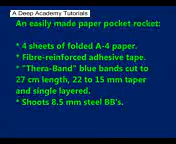 A Deep Academy Tutorials
An easily made paper pocket rocket:
* 4 sheets of folded A-4 paper.
* Fibre-reinforced adhesive tape.
* "Thera-Band" blue bands cut to
27 cm length, 22 to 15 mm taper
and single layered.
* Shoots 8.5 mm steel BB's.